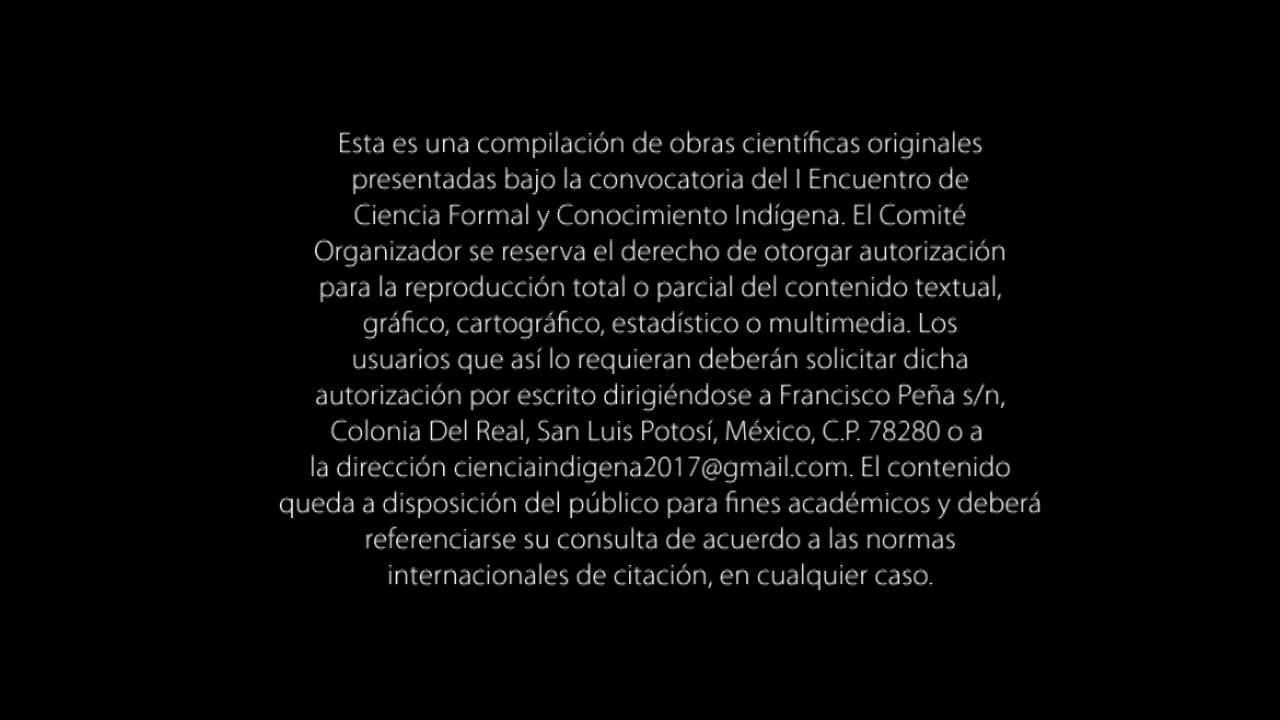 Esta es una compilación de obras científicas originales
presentadas bajo la convocatoria del I Encuentro de
Ciencia Formal y Conocimiento Indígena. El Comité
Organizador se reserva el derecho de otorgar autorización
para la reproducción total o parcial del contenido textual,
gráfico, cartográfico, estadístico o multimedia. Los
usuarios que así lo requieran deberán solicitar dicha
autorización por escrito dirigiéndose a Francisco Peña s/n,
Colonia Del Real, San Luis Potosí, México, C.P. 78280 o a
la dirección cienciaindigena2017@gmail.com. El contenido
queda a disposición del público para fines académicos y deberá
referenciarse su consulta de acuerdo a las normas
internacionales de citación, en cualquier caso.